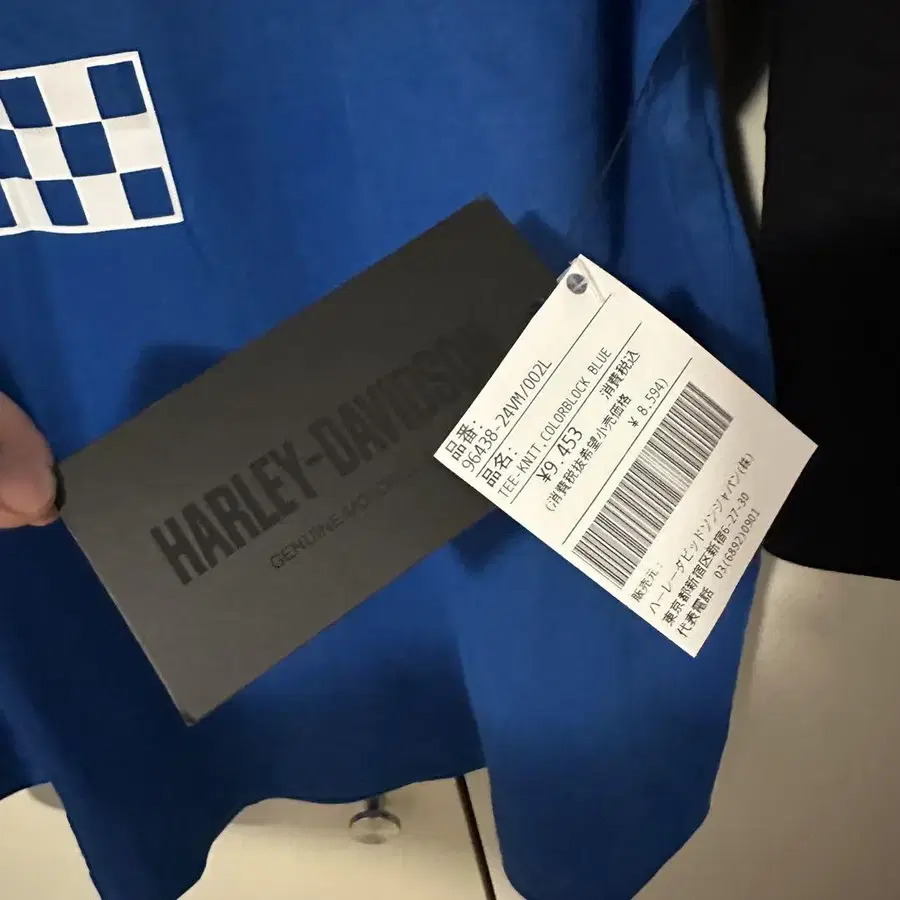 HARLEY-DAVIDSON
GENUINE
品番:
96438-24VM/002L
品名:
TEE-KNIT,COLORBLOCK BLUE
¥9,453 消費税込
(消費税抜希望小売価格
¥ 8,594)
販売元:
ハーレーダビッドソンジャパン(株)
東京都新宿区新宿6-27-30
代表電話 03(6892)0901